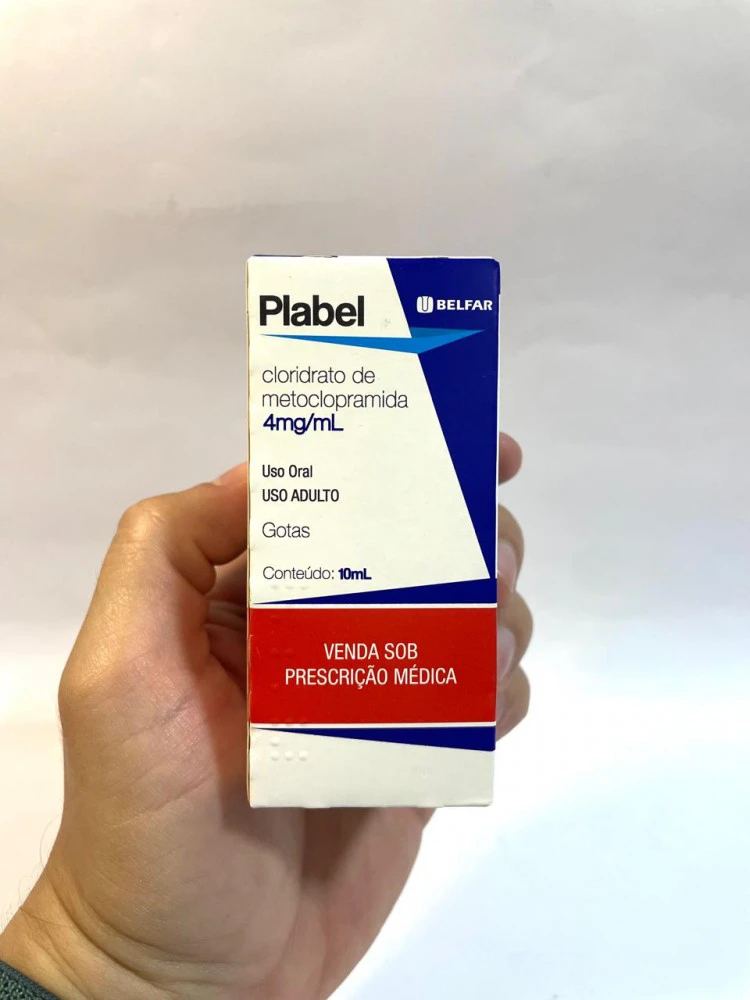 Plabel
BELFAR
cloridrato de
metoclopramida
4mg/mL
Uso Oral
USO ADULTO
Gotas
Conteúdo: 10mL
VENDA SOB
PRESCRIÇÃO MÉDICA